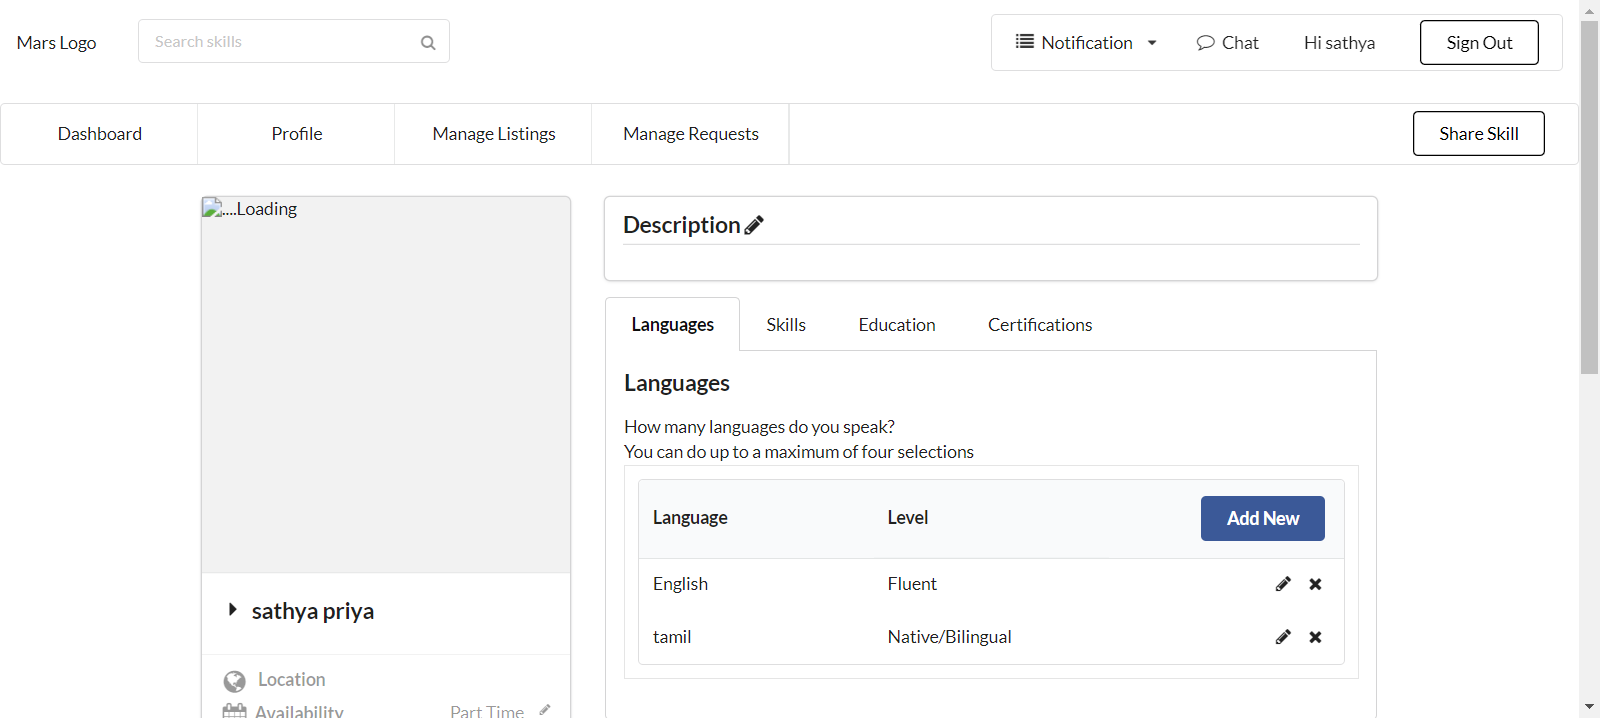 Mars Logo
Search skills
Notification
Chat
Hi sathya
Sign Out
Dashboard
Profile
Manage Listings
Manage Requests
Share Skill
....Loading
Description
Languages
Skills
Education
Certifications
Languages
How many languages do you speak?
You can do up to a maximum of four selections
Language
Level
Add New
English
Fluent
tamil
Native/Bilingual
sathya priya
Location
Availability
Part Time